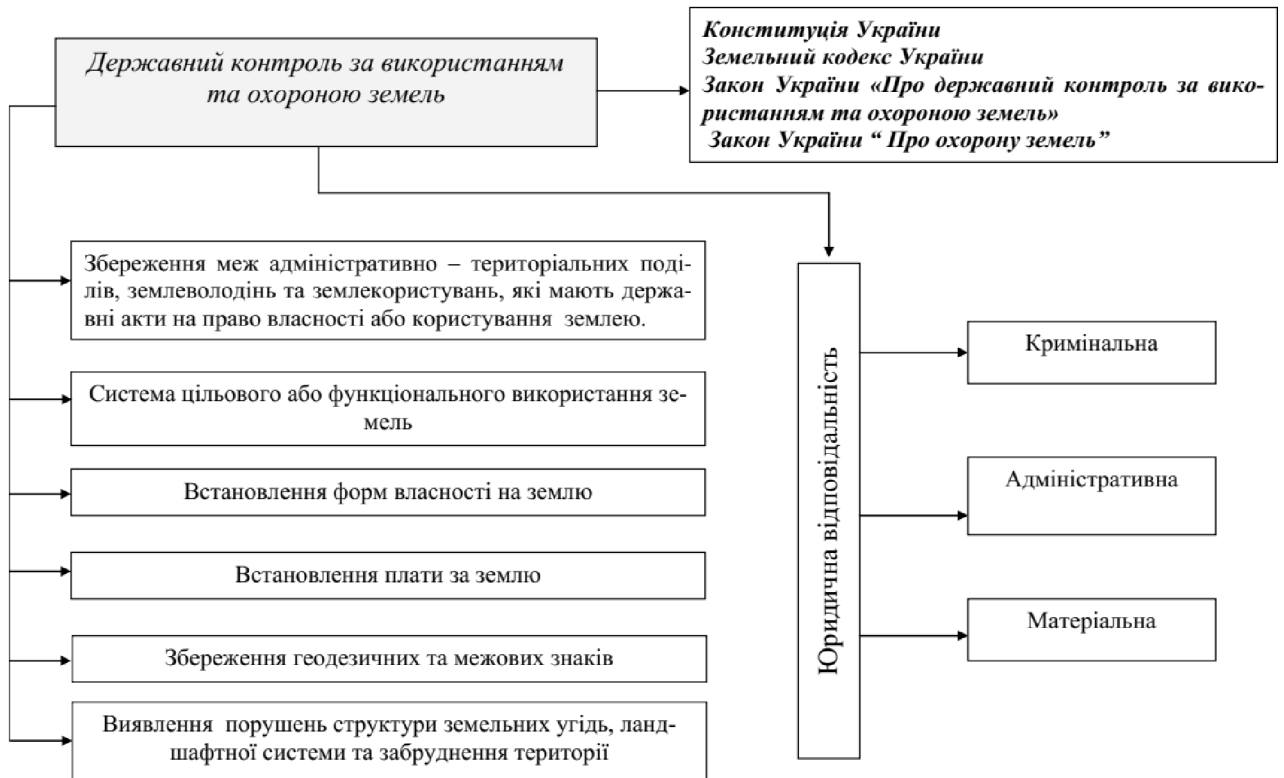 Державний контроль за використанням
та охороною земель
Конституція України
Земельний кодекс України
Закон України «Про державний контроль за вико-
ристанням та охороною земель»
Закон України “ Про охорону земель”
Збереження меж адміністративно – територіальних поді-
лів, землеволодінь та землекористувань, які мають держа-
вні акти на право власності або користування землею.
Система цільового або функціонального використання зе-
мель
Встановлення форм власності на землю
Встановлення плати за землю
Збереження геодезичних та межових знаків
Виявлення порушень структури земельних угідь, ланд-
шафтної системи та забруднення території
Юридична відповідальність
Кримінальна
Адміністративна
Матеріальна